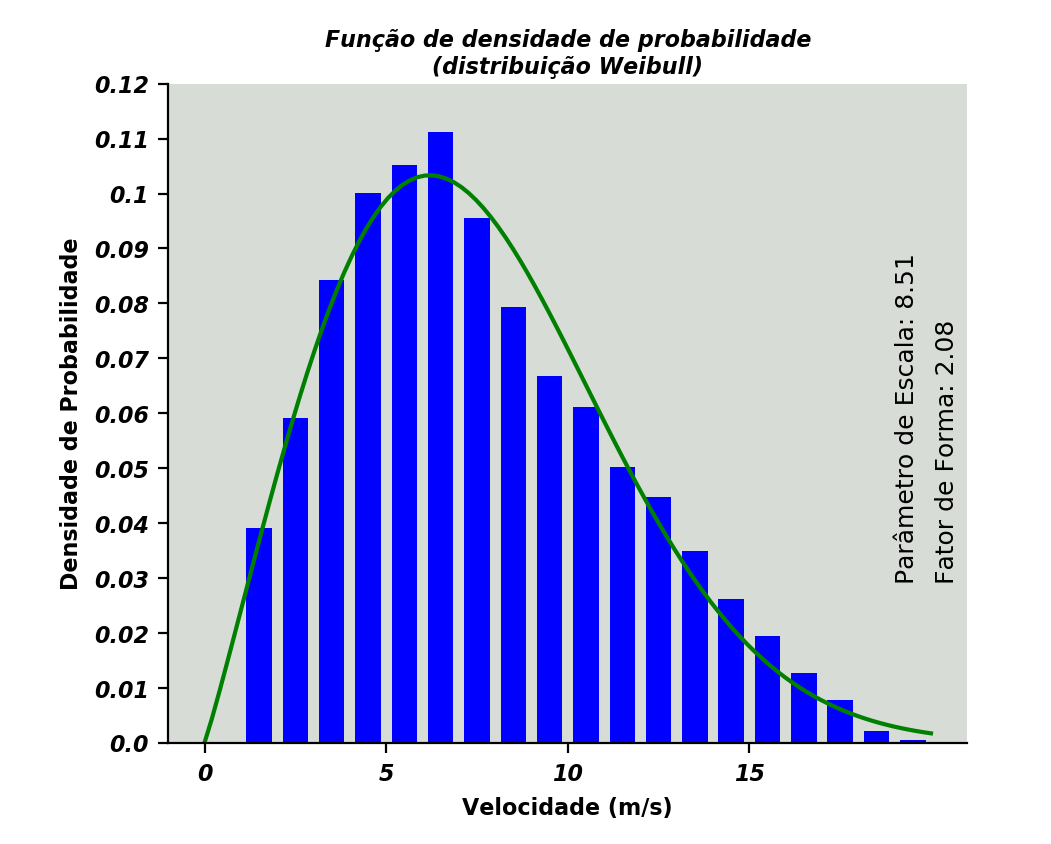 Função de densidade de probabilidade
(distribuição Weibull)
0.12
0.11
0.1
0.09
0.08
0.07
0.06
0.05
0.04
0.03
0.02
0.01
0.0
Densidade de Probabilidade
Parâmetro de Escala: 8.51
Fator de Forma: 2.08
0 5 10 15
Velocidade (m/s)